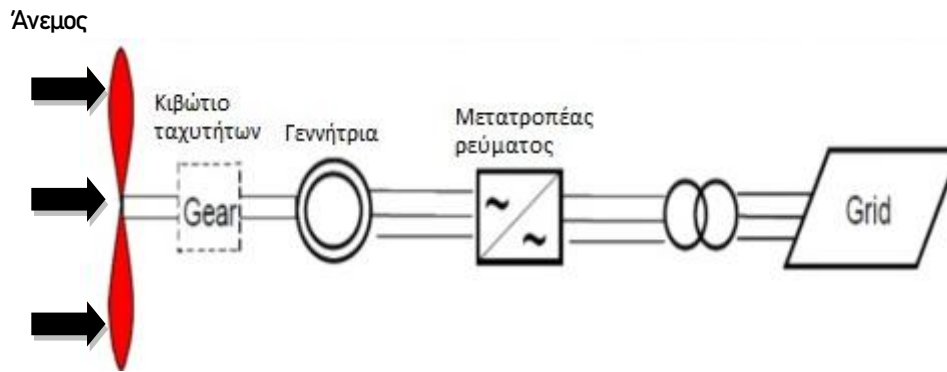 Άνεμος
Κιβώτιο
ταχυτήτων
Γεννήτρια
Μετατροπέας
ρεύματος
Gear
~
~
Grid